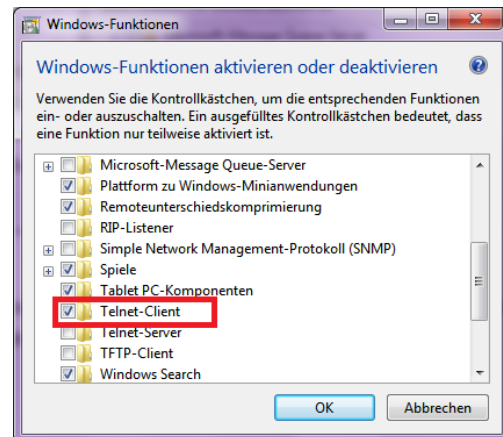 Windows-Funktionen
Windows-Funktionen aktivieren oder deaktivieren
Verwenden Sie die Kontrollkästchen, um die entsprechenden Funktionen
ein- oder auszuschalten. Ein ausgefülltes Kontrollkästchen bedeutet, dass
eine Funktion nur teilweise aktiviert ist.
Microsoft-Message Queue-Server
Plattform zu Windows-Minianwendungen
Remoteunterschiedskomprimierung
RIP-Listener
Simple Network Management-Protokoll (SNMP)
Spiele
Tablet PC-Komponenten
Telnet-Client
Telnet-Server
TFTP-Client
Windows Search
OK
Abbrechen